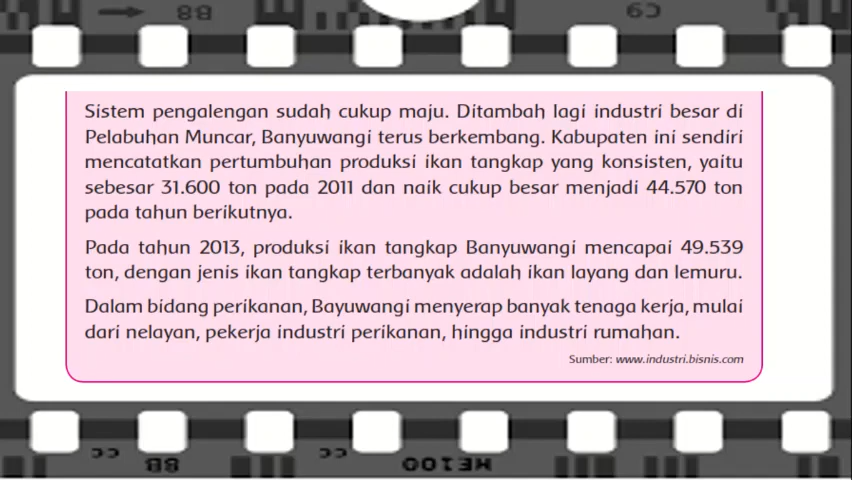 88
C9
Sistem pengalengan sudah cukup maju. Ditambah lagi industri besar di
Pelabuhan Muncar, Banyuwangi terus berkembang. Kabupaten ini sendiri
mencatatkan pertumbuhan produksi ikan tangkap yang konsisten, yaitu
sebesar 31.600 ton pada 2011 dan naik cukup besar menjadi 44.570 ton
pada tahun berikutnya.
Pada tahun 2013, produksi ikan tangkap Banyuwangi mencapai 49.539
ton, dengan jenis ikan tangkap terbanyak adalah ikan layang dan lemuru.
Dalam bidang perikanan, Bayuwangi menyerap banyak tenaga kerja, mulai
dari nelayan, pekerja industri perikanan, hingga industri rumahan.
Sumber: www.industri.bisnis.com